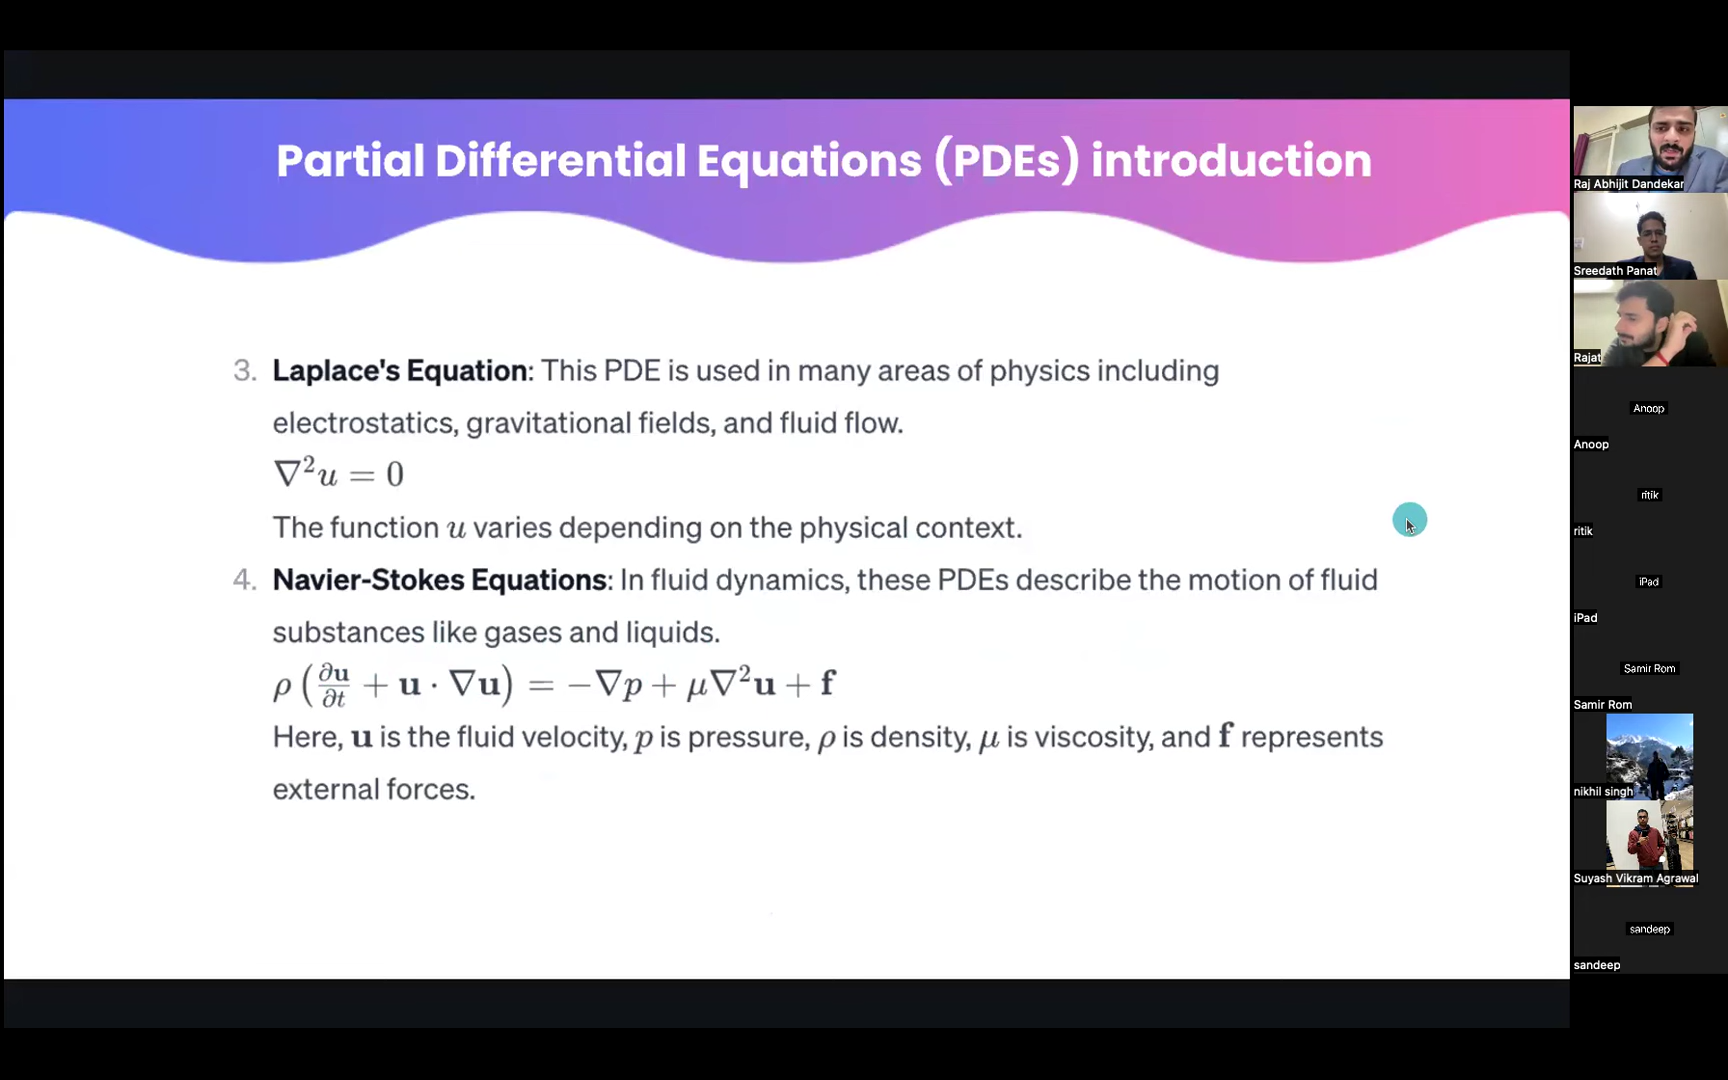 Partial Differential Equations (PDEs) introduction
3. Laplace's Equation: This PDE is used in many areas of physics including
electrostatics, gravitational fields, and fluid flow.
∇²u = 0
The function u varies depending on the physical context.
4. Navier-Stokes Equations: In fluid dynamics, these PDEs describe the motion of fluid
substances like gases and liquids.
ρ(∂u/∂t + u · ∇u) = −∇p + μ∇²u + f
Here, u is the fluid velocity, p is pressure, ρ is density, μ is viscosity, and f represents
external forces.
Raj Abhijit Dandekar
Sreedath Panat
Rajat
Anoop
Anoop
ritik
ritik
iPad
iPad
Samir Rom
Samir Rom
nikhil singh
Suyash Vikram Agrawal
sandeep
sandeep